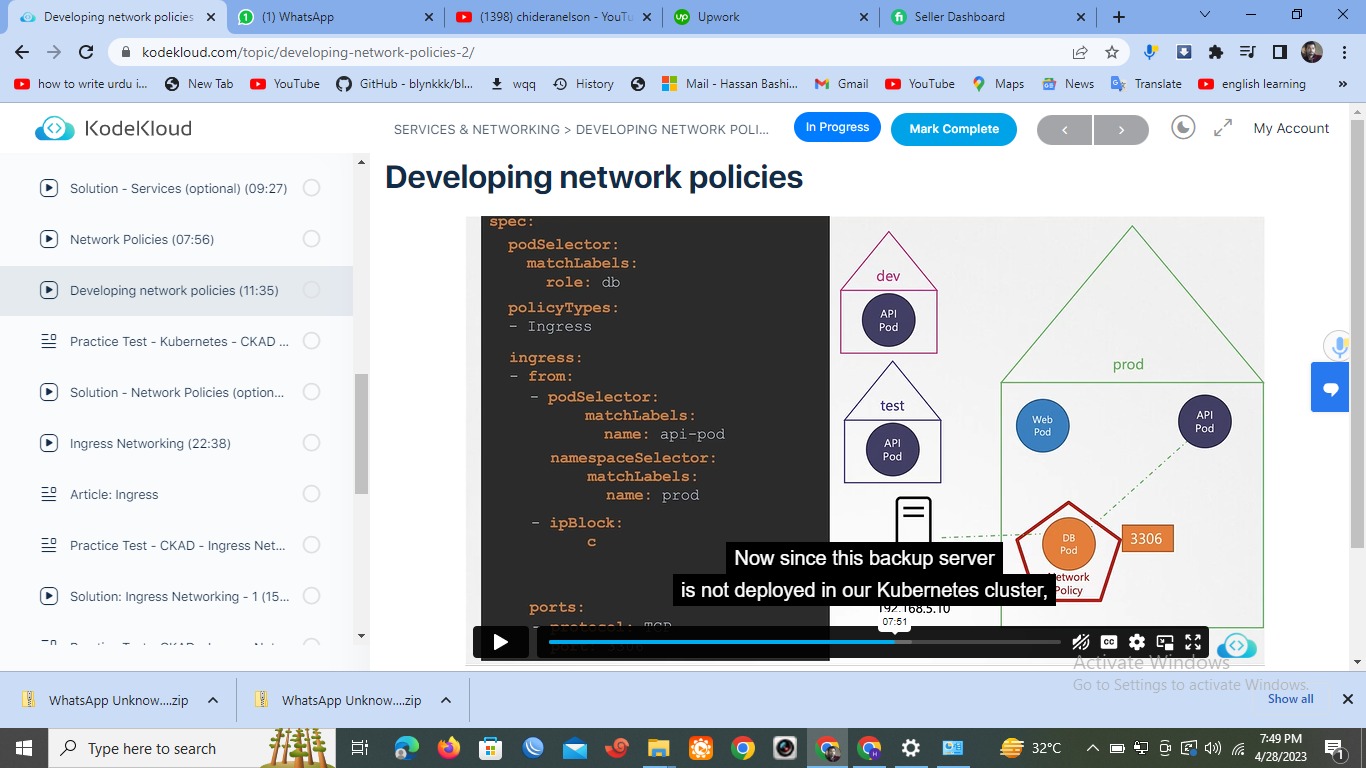 Developing network policies
(1) WhatsApp
(1398) chideranelson - YouTu
Upwork
Seller Dashboard
kodekloud.com/topic/developing-network-policies-2/
how to write urdu i...
New Tab
YouTube
GitHub - blynkkk/bl...
wqq
History
Mail - Hassan Bashi...
Gmail
YouTube
Maps
News
Translate
english learning
»
KodeKloud
SERVICES & NETWORKING > DEVELOPING NETWORK POLI...
In Progress
Mark Complete
<
>
My Account
Solution - Services (optional) (09:27)
Network Policies (07:56)
Developing network policies (11:35)
Practice Test - Kubernetes - CKAD ...
Solution - Network Policies (option...
Ingress Networking (22:38)
Article: Ingress
Practice Test - CKAD - Ingress Net...
Solution: Ingress Networking - 1 (15...
Developing network policies
spec:
podSelector:
matchLabels:
role: db
policyTypes:
- Ingress
ingress:
- from:
- podSelector:
matchLabels:
name: api-pod
namespaceSelector:
matchLabels:
name: prod
- ipBlock:
c
ports:
- protocol: TCP
port: 3306
dev
API
Pod
test
API
Pod
prod
Web
Pod
API
Pod
DB
Pod
3306
Policy
192.168.5.10
Now since this backup server
is not deployed in our Kubernetes cluster,
07:51
CC
Activate Windows
Go to Settings to activate Windows.
WhatsApp Unknow....zip
WhatsApp Unknow....zip
Show all
Type here to search
32°C
7:49 PM
4/28/2023
1